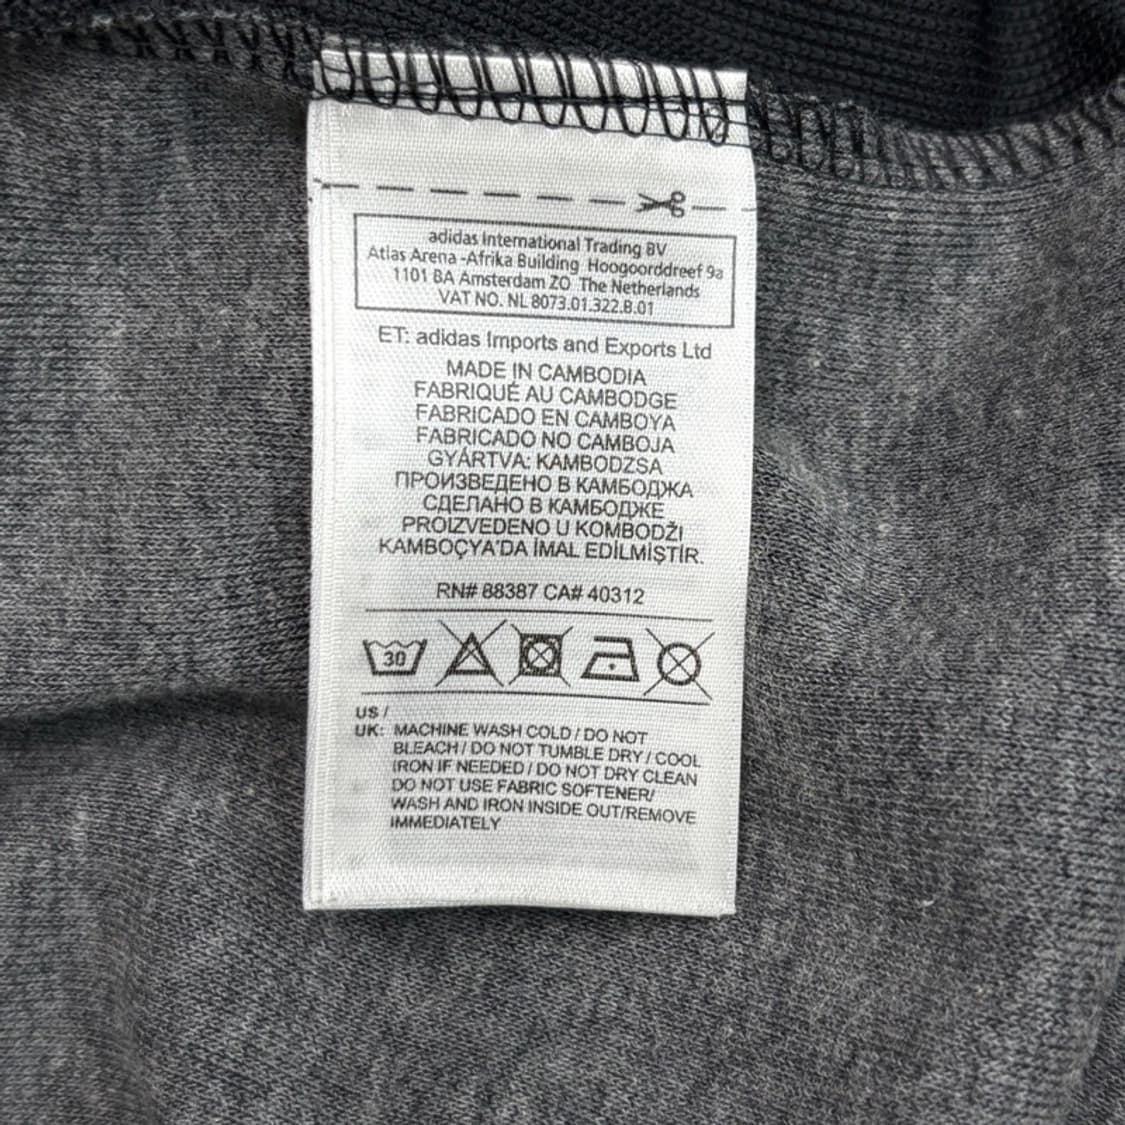 adidas International Trading BV
Atlas Arena -Afrika Building Hoogoorddreef 9a
1101 BA Amsterdam ZO The Netherlands
VAT NO. NL 8073.01.322.B.01
ET: adidas Imports and Exports Ltd
MADE IN CAMBODIA
FABRIQUÉ AU CAMBODGE
FABRICADO EN CAMBOYA
FABRICADO NO CAMBOJA
GYÁRTVA: KAMBODZSA
ПРОИЗВЕДЕНО В КАМБОДЖА
СДЕЛАНО В КАМБОДЖЕ
PROIZVEDENO U KOMBODŽI
KAMBOÇYA'DA İMAL EDİLMİŞTİR.
RN# 88387 CA# 40312
30
US /
UK: MACHINE WASH COLD / DO NOT
BLEACH / DO NOT TUMBLE DRY / COOL
IRON IF NEEDED / DO NOT DRY CLEAN
DO NOT USE FABRIC SOFTENER/
WASH AND IRON INSIDE OUT/REMOVE
IMMEDIATELY